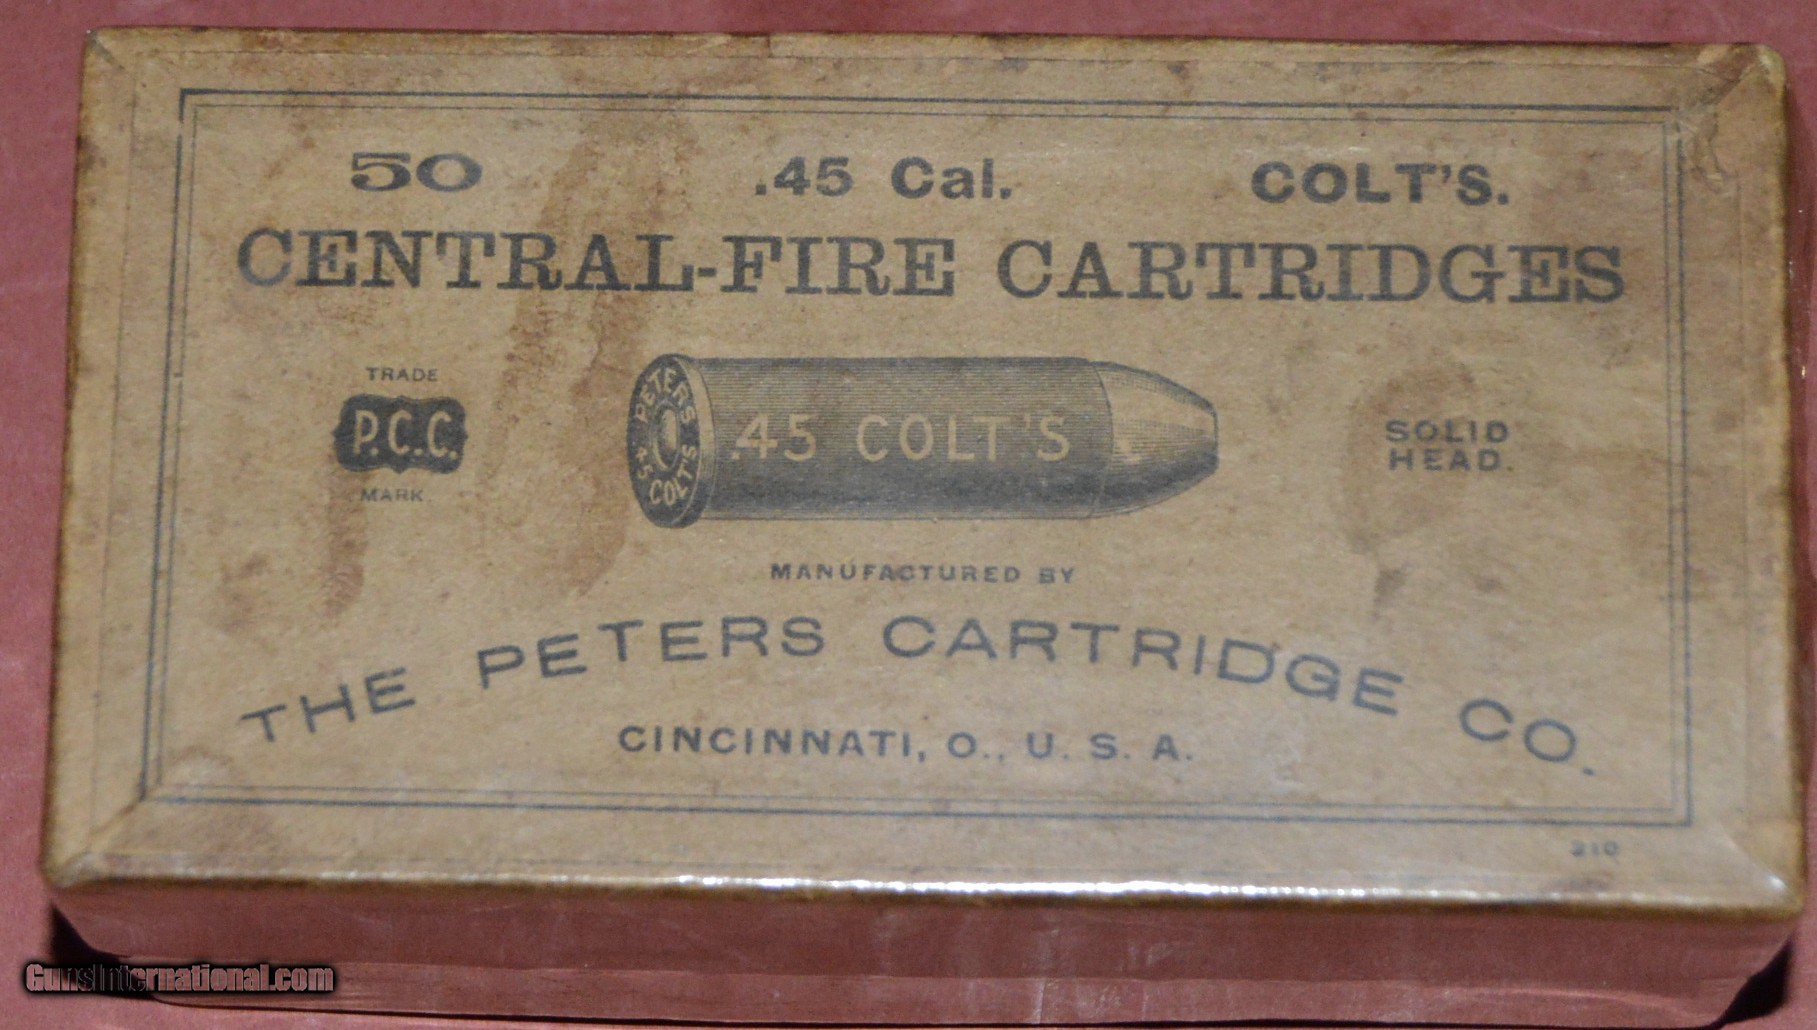 50 .45 Cal. COLT'S.
CENTRAL-FIRE CARTRIDGES
TRADE
P.C.C.
MARK
PETERS
.45 COLT'S
45 COLT'S
SOLID
HEAD.
MANUFACTURED BY
THE PETERS CARTRIDGE CO.
CINCINNATI, O., U. S. A.
210
GunsInternational.com